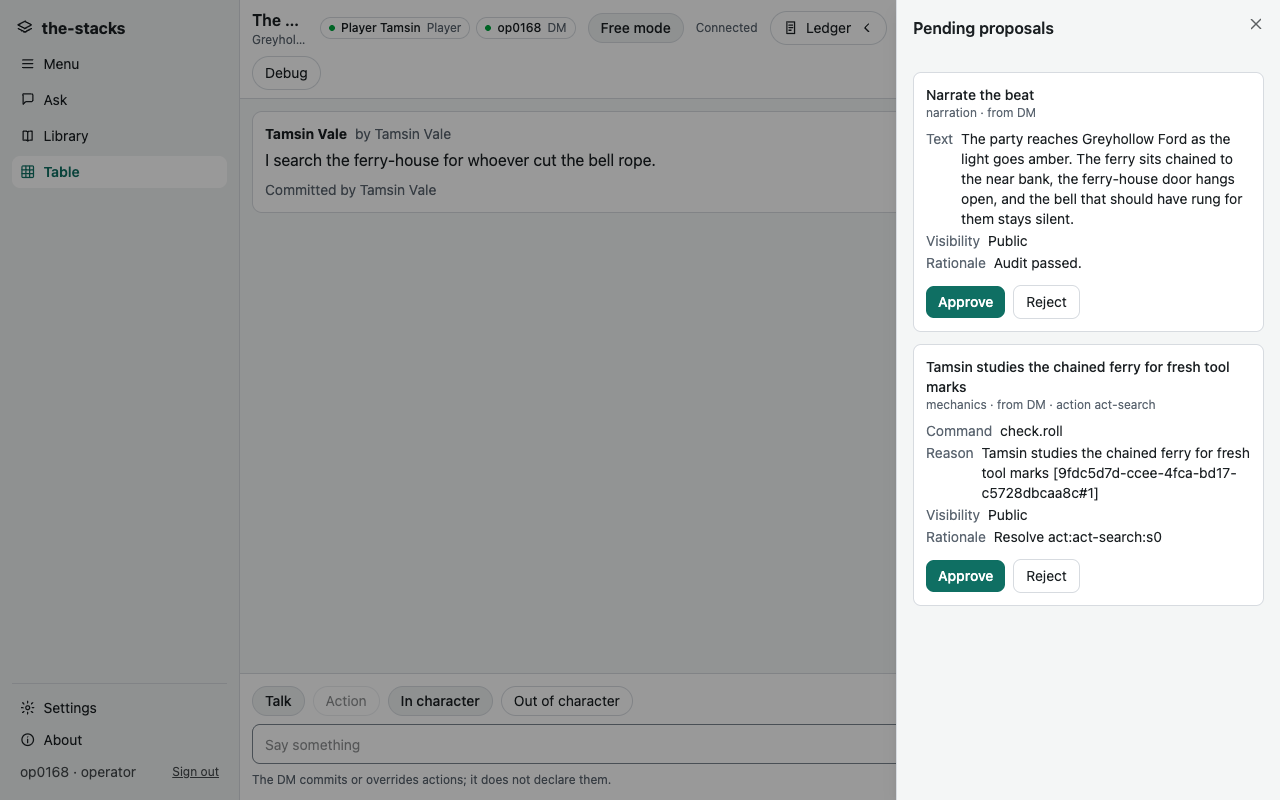 the-stacks
Menu
Ask
Library
Table
Settings
About
op0168 · operator
Sign out
The ...
Greyhol...
Player Tamsin Player
op0168 DM
Free mode
Connected
Ledger
Debug
Tamsin Vale by Tamsin Vale
I search the ferry-house for whoever cut the bell rope.
Committed by Tamsin Vale
Talk
Action
In character
Out of character
Say something
The DM commits or overrides actions; it does not declare them.
Pending proposals
Narrate the beat
narration · from DM
Text The party reaches Greyhollow Ford as the
light goes amber. The ferry sits chained to
the near bank, the ferry-house door hangs
open, and the bell that should have rung for
them stays silent.
Visibility Public
Rationale Audit passed.
Approve
Reject
Tamsin studies the chained ferry for fresh tool
marks
mechanics · from DM · action act-search
Command check.roll
Reason Tamsin studies the chained ferry for fresh
tool marks [9fdc5d7d-ccee-4fca-bd17-
c5728dbcaa8c#1]
Visibility Public
Rationale Resolve act:act-search:s0
Approve
Reject